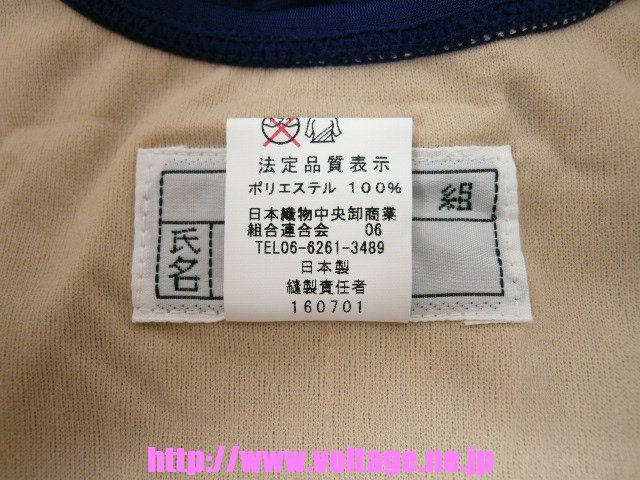 法定品質表示
ポリエステル 100%
日本織物中央卸商業
組合連合会 06
TEL06-6261-3489
日本製
縫製責任者
160701
組
氏名
http://www.voltage.ne.jp